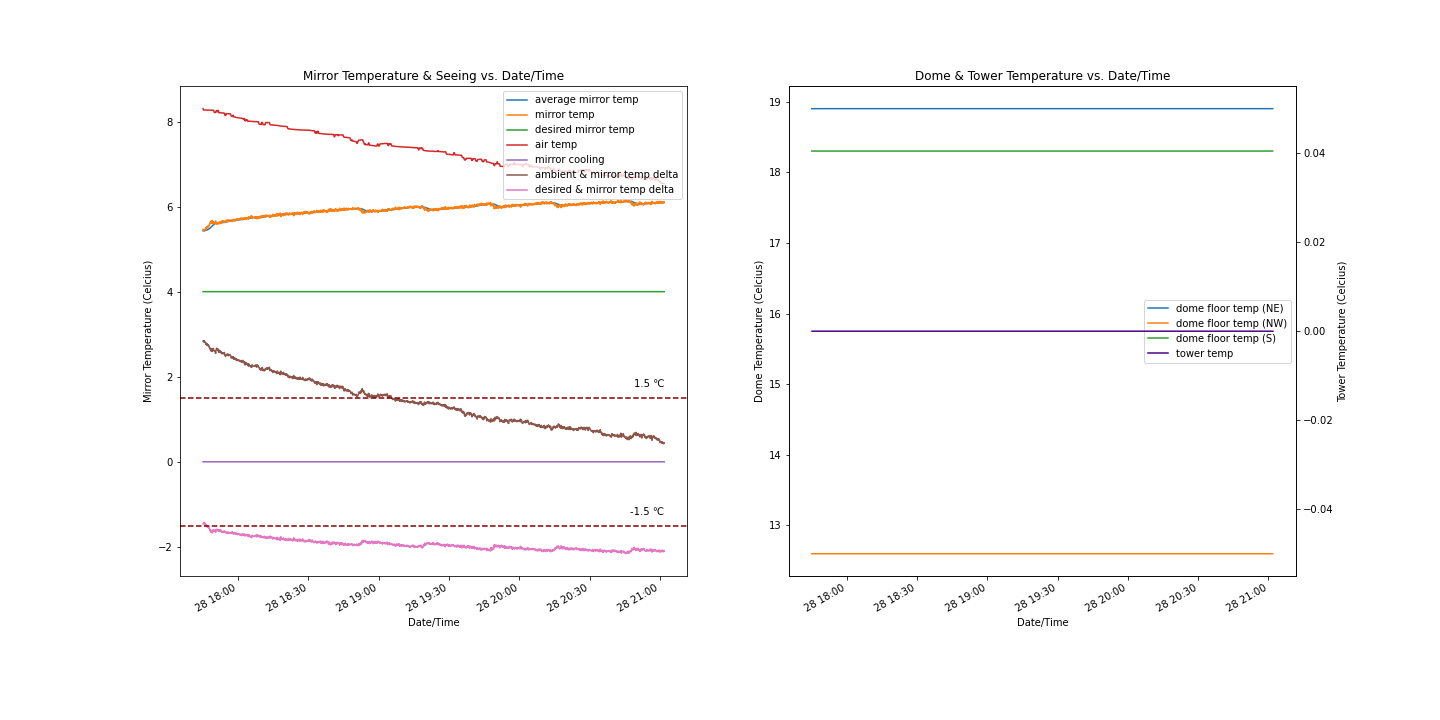 Mirror Temperature & Seeing vs. Date/Time
Mirror Temperature (Celcius)
8
6
4
2
0
−2
average mirror temp
mirror temp
desired mirror temp
air temp
mirror cooling
ambient & mirror temp delta
desired & mirror temp delta
1.5 °C
-1.5 °C
28 18:00
28 18:30
28 19:00
28 19:30
28 20:00
28 20:30
28 21:00
Date/Time
Dome & Tower Temperature vs. Date/Time
Dome Temperature (Celcius)
19
18
17
16
15
14
13
dome floor temp (NE)
dome floor temp (NW)
dome floor temp (S)
tower temp
0.04
0.02
0.00
−0.02
−0.04
Tower Temperature (Celcius)
28 18:00
28 18:30
28 19:00
28 19:30
28 20:00
28 20:30
28 21:00
Date/Time